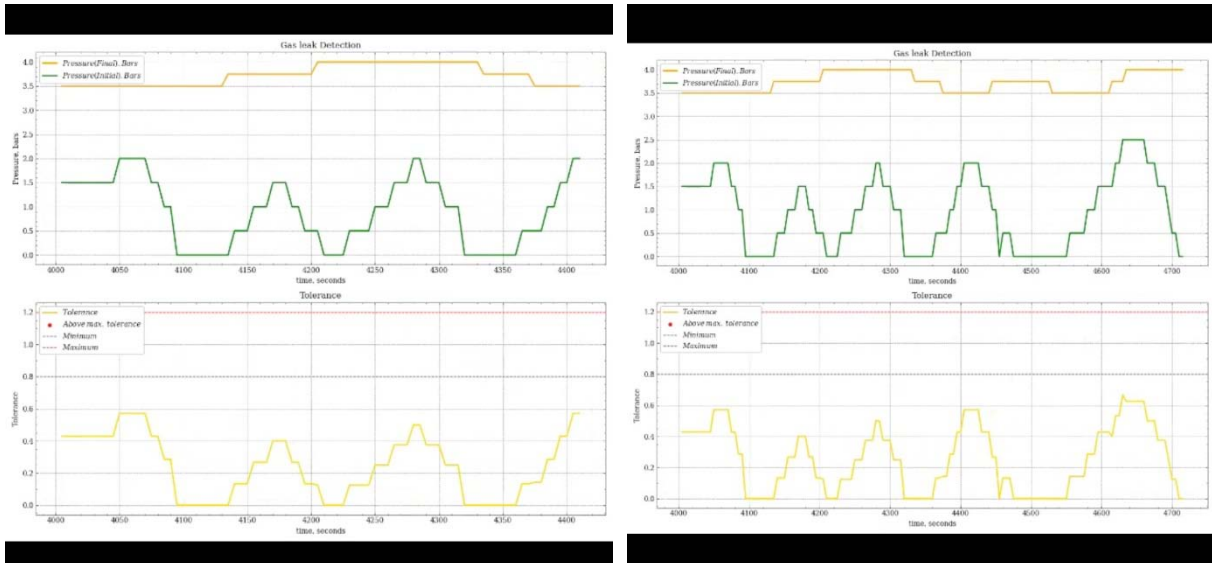 Gas leak Detection
Pressure(Final). Bars
Pressure(Initial). Bars
Pressure, bars
4.0
3.5
3.0
2.5
2.0
1.5
1.0
0.5
0.0
4000 4050 4100 4150 4200 4250 4300 4350 4400
time, seconds
Tolerance
Tolerance
Above max. tolerance
Minimum
Maximum
Tolerance
1.2
1.0
0.8
0.6
0.4
0.2
0.0
4000 4050 4100 4150 4200 4250 4300 4350 4400
time, seconds
Gas leak Detection
Pressure(Final). Bars
Pressure(Initial). Bars
Pressure, bars
4.0
3.5
3.0
2.5
2.0
1.5
1.0
0.5
0.0
4000 4100 4200 4300 4400 4500 4600 4700
time, seconds
Tolerance
Tolerance
Above max. tolerance
Minimum
Maximum
Tolerance
1.2
1.0
0.8
0.6
0.4
0.2
0.0
4000 4100 4200 4300 4400 4500 4600 4700
time, seconds